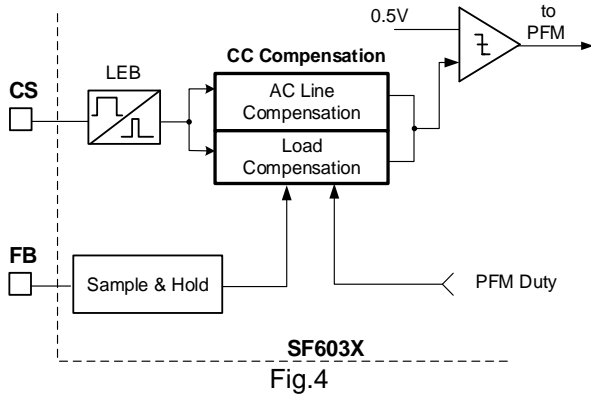 0.5V
to
PFM
CC Compensation
CS
LEB
AC Line
Compensation
Load
Compensation
FB
Sample & Hold
PFM Duty
SF603X
Fig.4